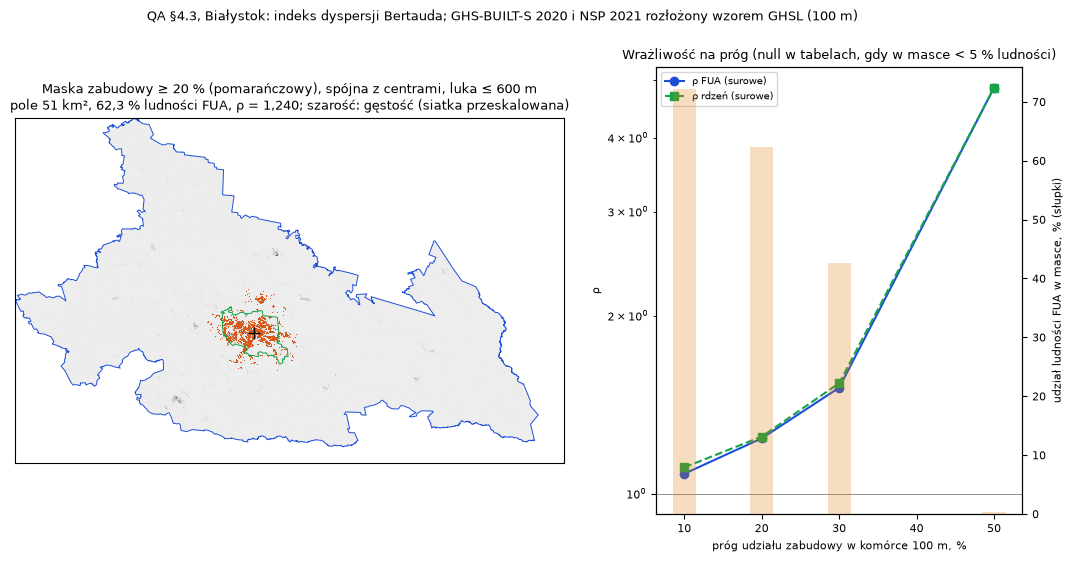 QA §4.3, Białystok: indeks dyspersji Bertauda; GHS-BUILT-S 2020 i NSP 2021 rozłożony wzorem GHSL (100 m)
Maska zabudowy ≥ 20 % (pomarańczowy), spójna z centrami, luka ≤ 600 m
pole 51 km², 62,3 % ludności FUA, ρ = 1,240; szarość: gęstość (siatka przeskalowana)
Wrażliwość na próg (null w tabelach, gdy w masce < 5 % ludności)
ρ FUA (surowe)
ρ rdzeń (surowe)
4 × 10⁰
3 × 10⁰
2 × 10⁰
10⁰
ρ
70
60
50
40
30
20
10
0
udział ludności FUA w masce, % (słupki)
10 20 30 40 50
próg udziału zabudowy w komórce 100 m, %